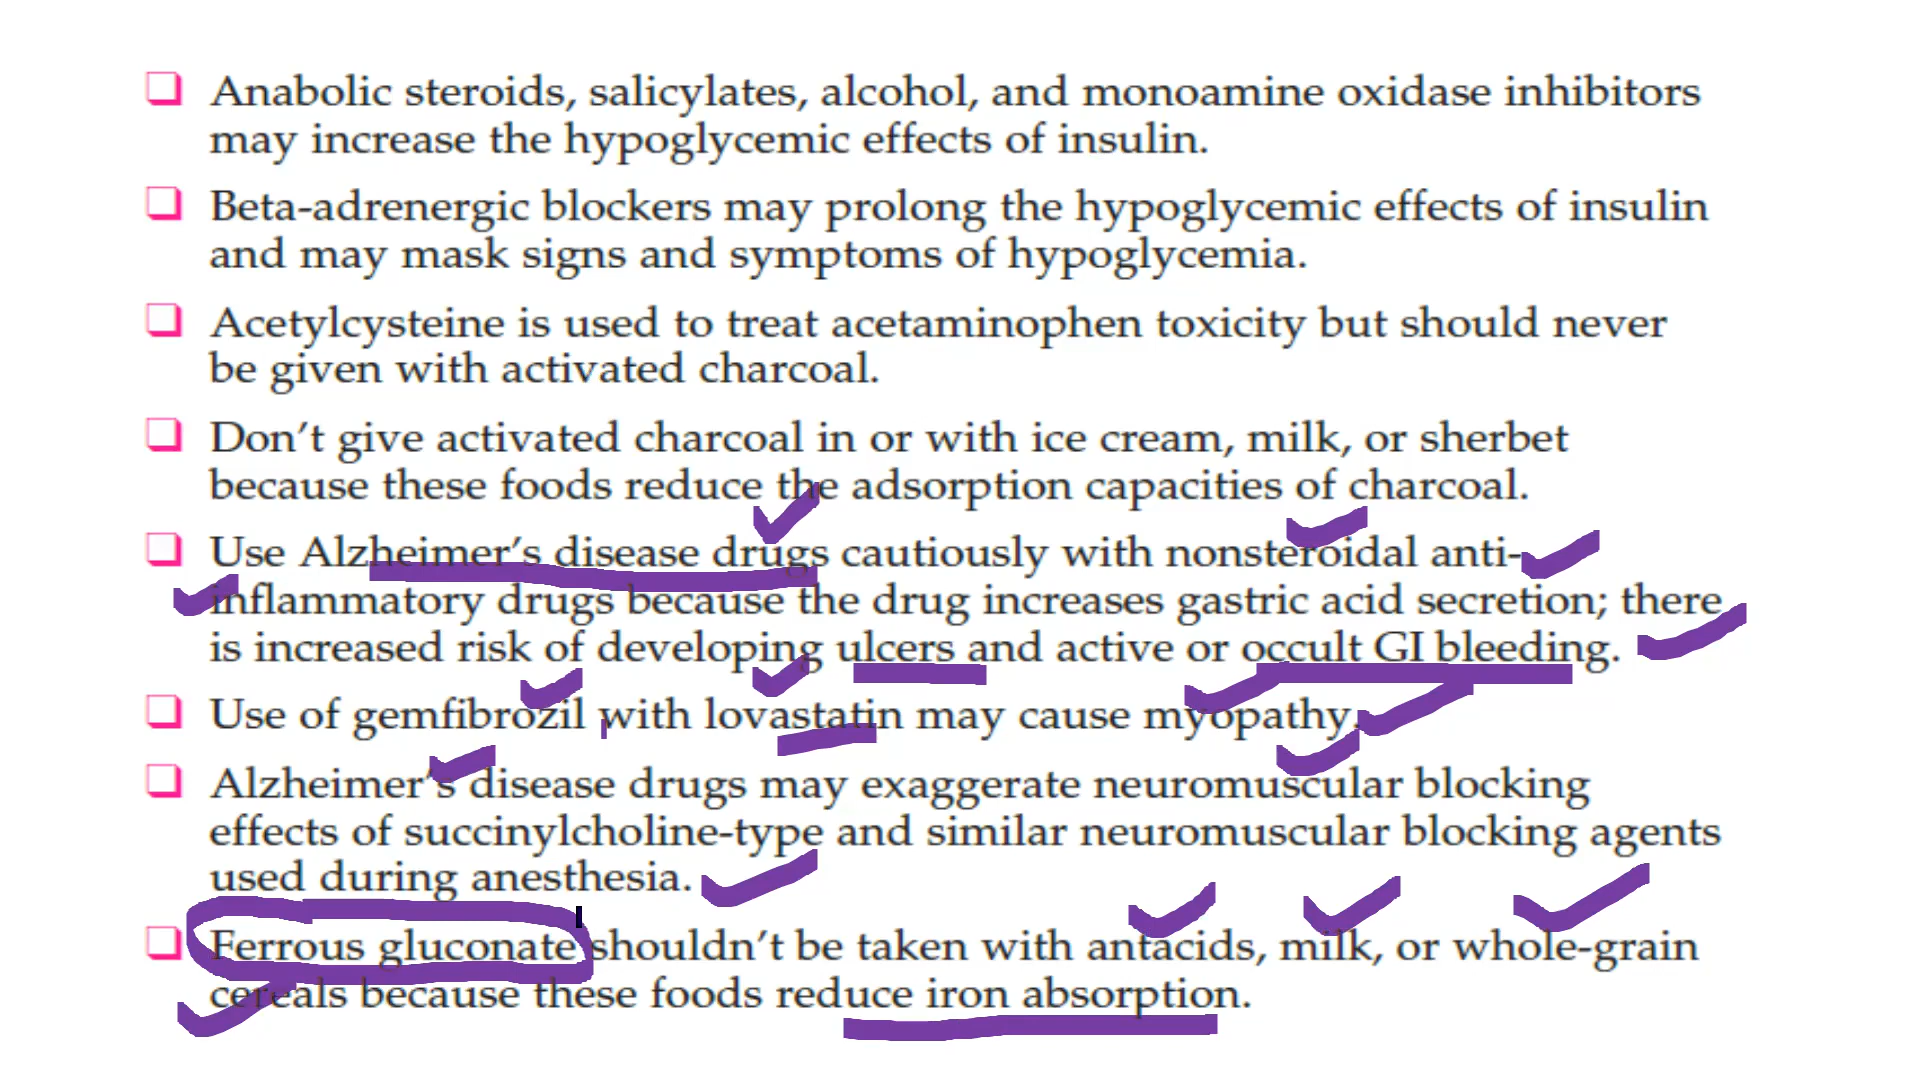 Anabolic steroids, salicylates, alcohol, and monoamine oxidase inhibitors
may increase the hypoglycemic effects of insulin.
Beta-adrenergic blockers may prolong the hypoglycemic effects of insulin
and may mask signs and symptoms of hypoglycemia.
Acetylcysteine is used to treat acetaminophen toxicity but should never
be given with activated charcoal.
Don't give activated charcoal in or with ice cream, milk, or sherbet
because these foods reduce the adsorption capacities of charcoal.
Use Alzheimer's disease drugs cautiously with nonsteroidal anti-
inflammatory drugs because the drug increases gastric acid secretion; there
is increased risk of developing ulcers and active or occult GI bleeding.
Use of gemfibrozil with lovastatin may cause myopathy.
Alzheimer's disease drugs may exaggerate neuromuscular blocking
effects of succinylcholine-type and similar neuromuscular blocking agents
used during anesthesia.
Ferrous gluconate shouldn't be taken with antacids, milk, or whole-grain
cereals because these foods reduce iron absorption.